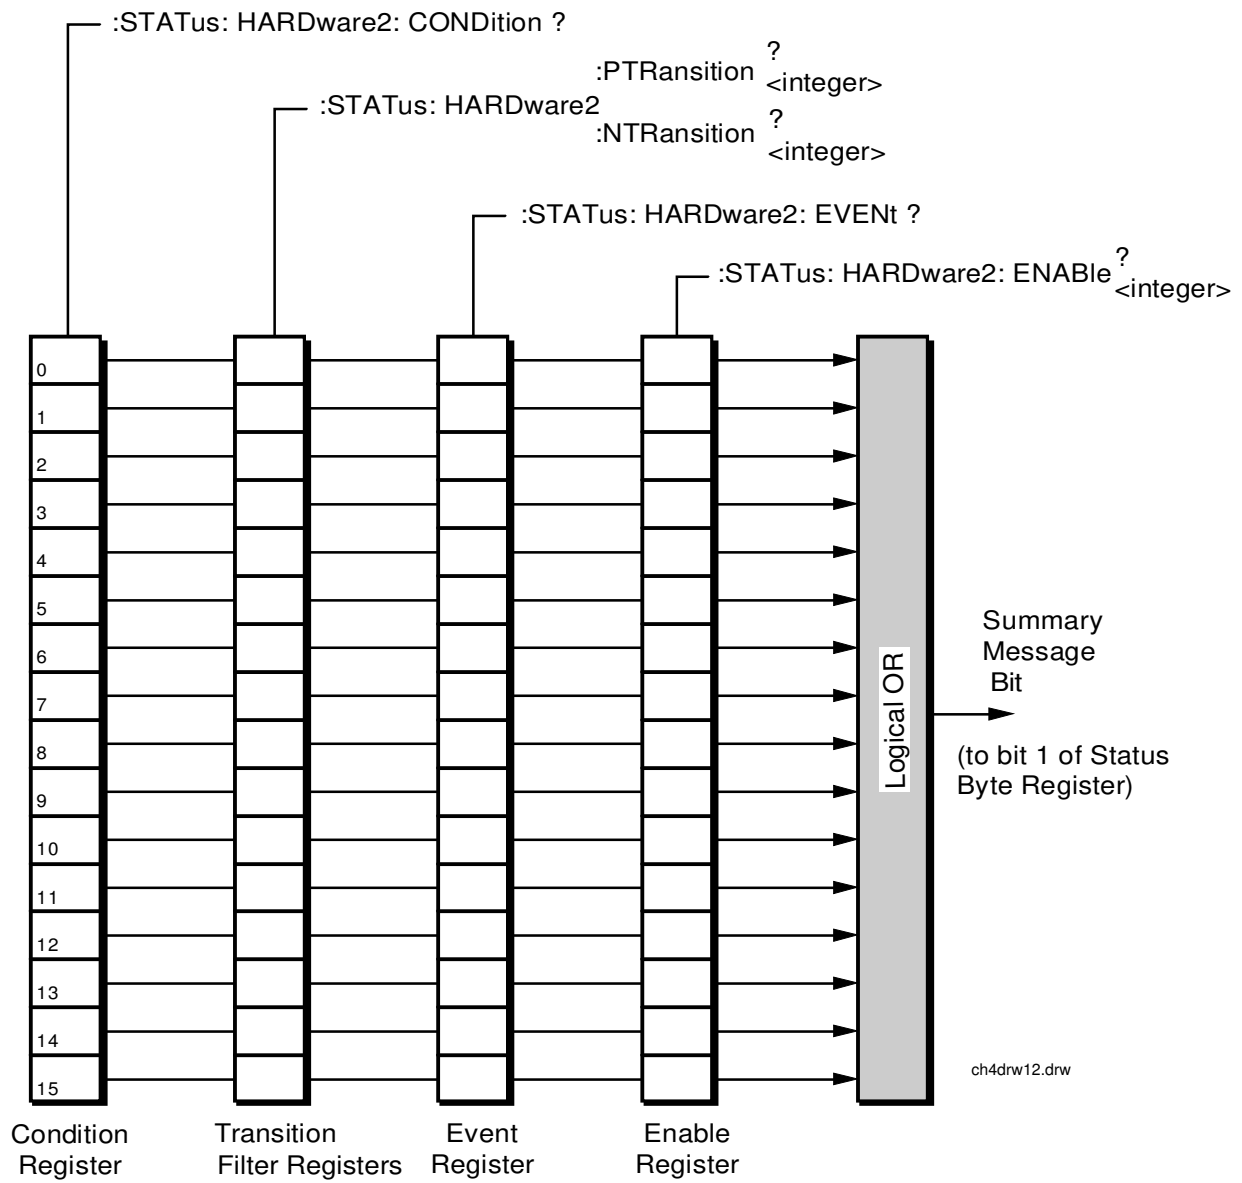 :STATus: HARDware2: CONDition ?
?
:PTRansition
<integer>
:STATus: HARDware2
?
:NTRansition
<integer>
:STATus: HARDware2: EVENt ?
?
:STATus: HARDware2: ENABle
<integer>
0
1
2
3
4
5
6
7
8
9
10
11
12
13
14
15
Logical OR
Summary
Message
Bit
(to bit 1 of Status
Byte Register)
ch4drw12.drw
Condition
Register
Transition
Filter Registers
Event
Register
Enable
Register